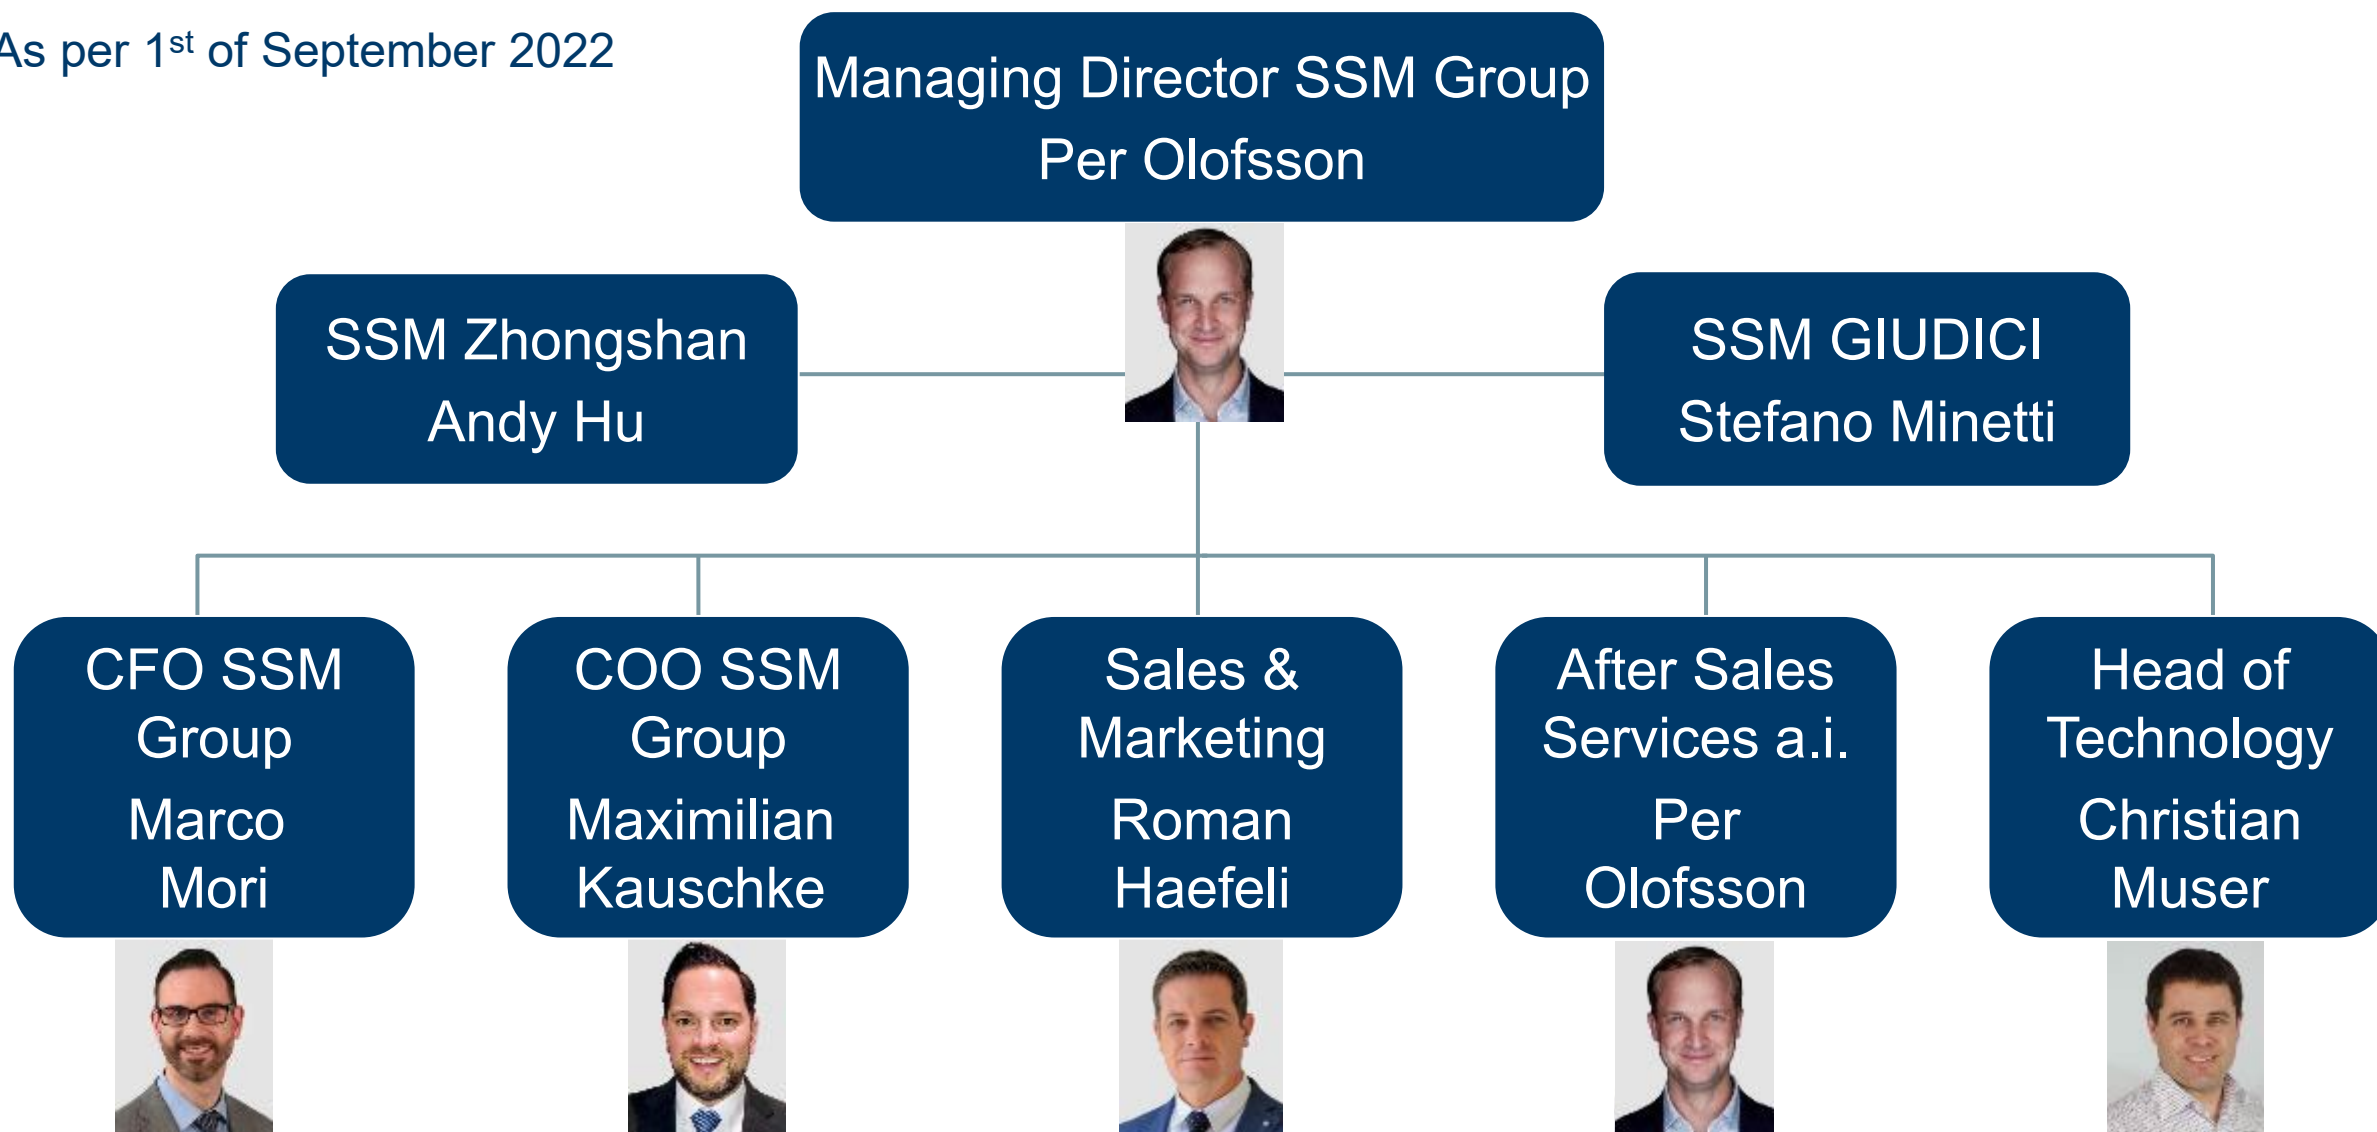 As per 1st of September 2022
Managing Director SSM Group
Per Olofsson
SSM Zhongshan
Andy Hu
SSM GIUDICI
Stefano Minetti
CFO SSM
Group
Marco
Mori
COO SSM
Group
Maximilian
Kauschke
Sales &
Marketing
Roman
Haefeli
After Sales
Services a.i.
Per
Olofsson
Head of
Technology
Christian
Muser